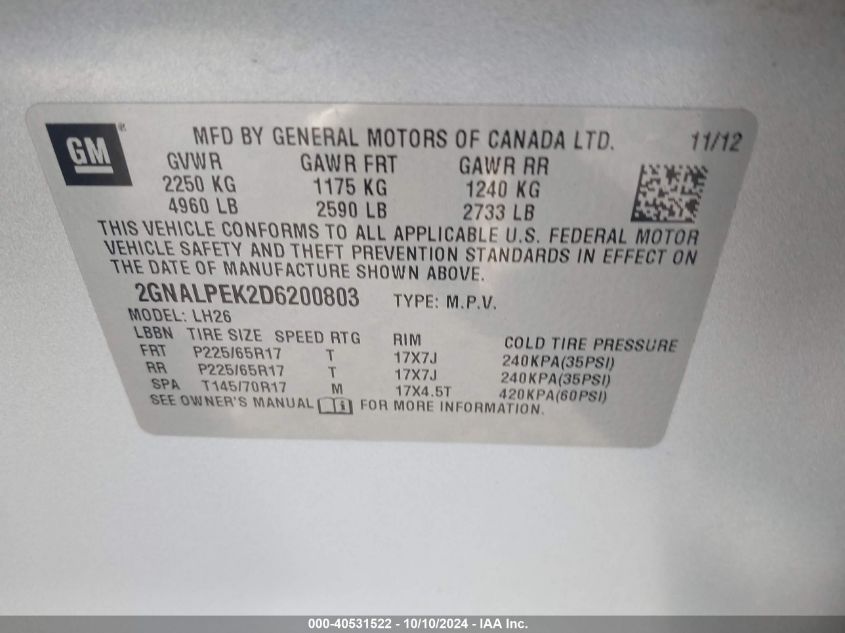 GM ®
MFD BY GENERAL MOTORS OF CANADA LTD. 11/12
GVWR GAWR FRT GAWR RR
2250 KG 1175 KG 1240 KG
4960 LB 2590 LB 2733 LB
THIS VEHICLE CONFORMS TO ALL APPLICABLE U.S. FEDERAL MOTOR
VEHICLE SAFETY AND THEFT PREVENTION STANDARDS IN EFFECT ON
THE DATE OF MANUFACTURE SHOWN ABOVE.
2GNALPEK2D6200803 TYPE: M.P.V.
MODEL: LH26
LBBN TIRE SIZE SPEED RTG RIM COLD TIRE PRESSURE
FRT P225/65R17 T 17X7J 240KPA(35PSI)
RR P225/65R17 T 17X7J 240KPA(35PSI)
SPA T145/70R17 M 17X4.5T 420KPA(60PSI)
SEE OWNER'S MANUAL FOR MORE INFORMATION.
000-40531522 - 10/10/2024 - IAA Inc.